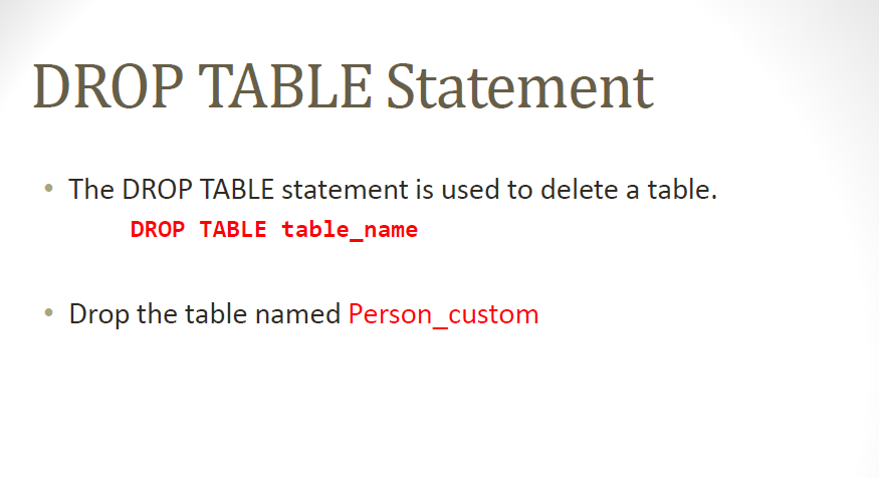 DROP TABLE Statement
• The DROP TABLE statement is used to delete a table.
DROP TABLE table_name
• Drop the table named Person_custom